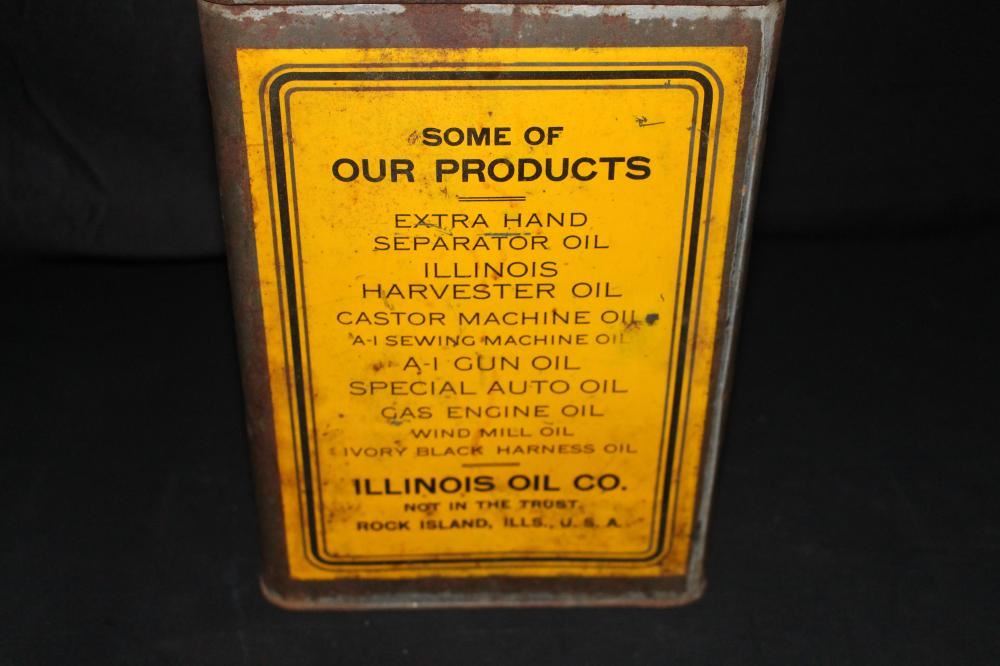 SOME OF
OUR PRODUCTS
EXTRA HAND
SEPARATOR OIL
ILLINOIS
HARVESTER OIL
CASTOR MACHINE OIL
A-1 SEWING MACHINE OIL
A-1 GUN OIL
SPECIAL AUTO OIL
GAS ENGINE OIL
WIND MILL OIL
IVORY BLACK HARNESS OIL
ILLINOIS OIL CO.
NOT IN THE TRUST.
ROCK ISLAND, ILLS., U.S.A.